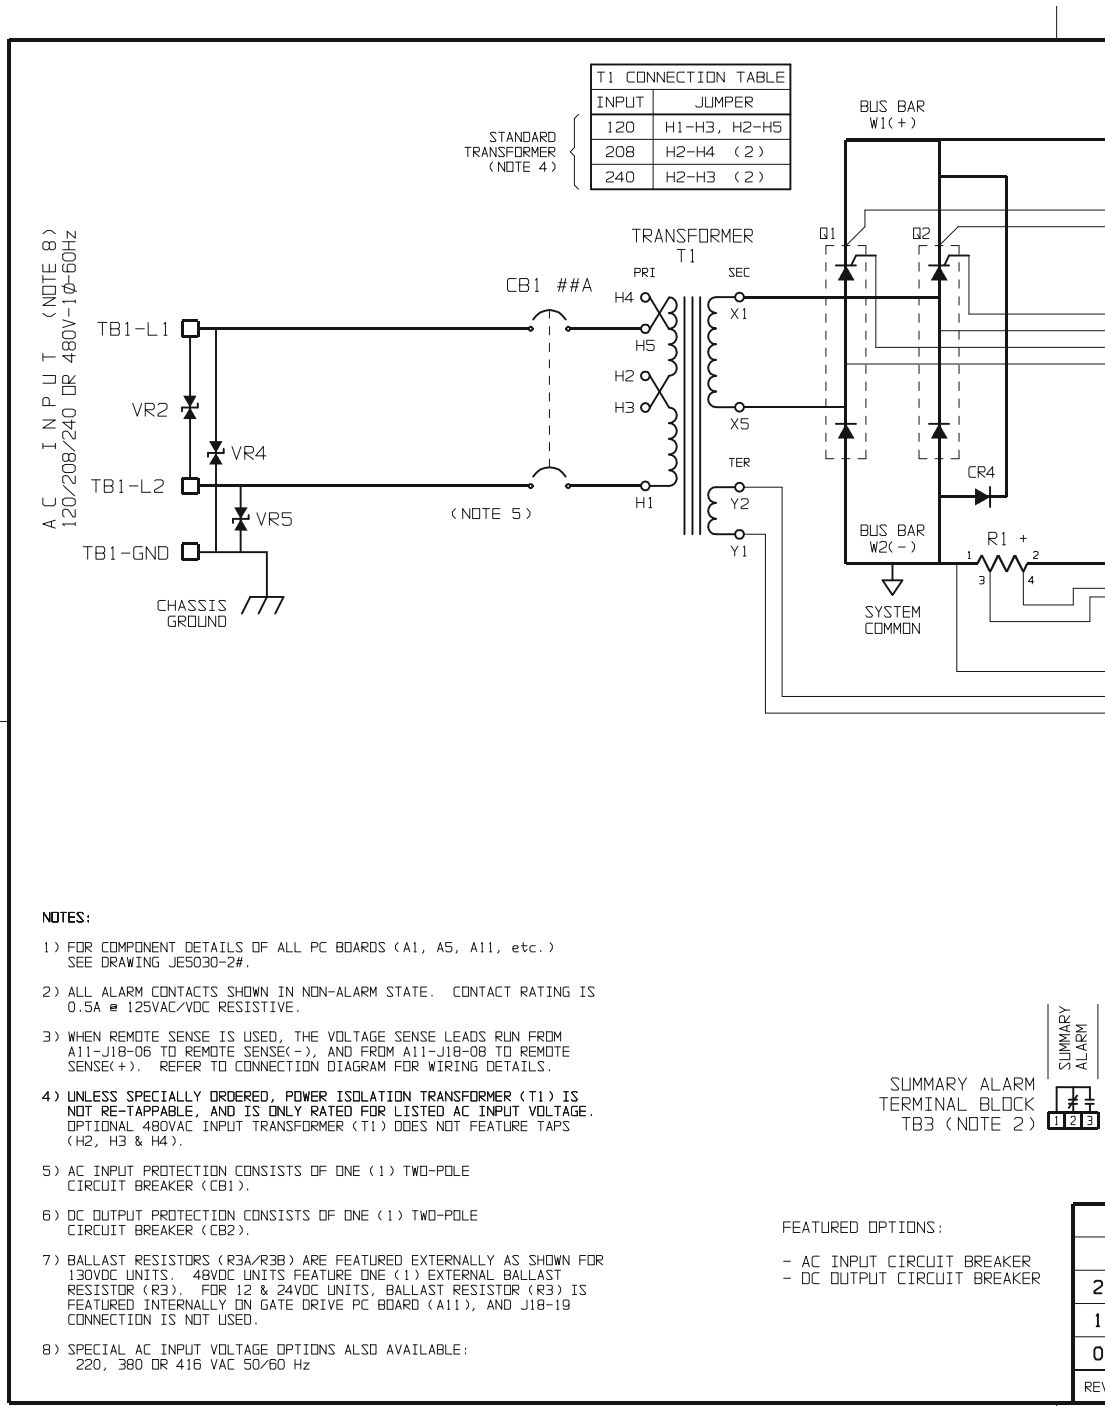 T1 CONNECTION TABLE
INPUT JUMPER
120 H1-H3, H2-H5
208 H2-H4 (2)
240 H2-H3 (2)
STANDARD
TRANSFORMER
(NOTE 4)
BUS BAR
W1(+)
A C I N P U T (NOTE 8)
120/208/240 OR 480V-1Ø-60Hz
TRANSFORMER
T1
PRI SEC
Q1 Q2
CB1 ##A
H4
X1
TB1-L1
H5
H2
H3
X5
VR2
VR4
TER
CR4
TB1-L2
H1
Y2
(NOTE 5)
VR5
BUS BAR
W2(-)
R1 +
1 2
3 4
TB1-GND
Y1
CHASSIS
GROUND
SYSTEM
COMMON
NOTES:
1) FOR COMPONENT DETAILS OF ALL PC BOARDS (A1, A5, A11, etc.)
SEE DRAWING JE5030-2#.
2) ALL ALARM CONTACTS SHOWN IN NON-ALARM STATE. CONTACT RATING IS
0.5A @ 125VAC/VDC RESISTIVE.
3) WHEN REMOTE SENSE IS USED, THE VOLTAGE SENSE LEADS RUN FROM
A11-J18-06 TO REMOTE SENSE(-), AND FROM A11-J18-08 TO REMOTE
SENSE(+). REFER TO CONNECTION DIAGRAM FOR WIRING DETAILS.
4) UNLESS SPECIALLY ORDERED, POWER ISOLATION TRANSFORMER (T1) IS
NOT RE-TAPPABLE, AND IS ONLY RATED FOR LISTED AC INPUT VOLTAGE.
OPTIONAL 480VAC INPUT TRANSFORMER (T1) DOES NOT FEATURE TAPS
(H2, H3 & H4).
5) AC INPUT PROTECTION CONSISTS OF ONE (1) TWO-POLE
CIRCUIT BREAKER (CB1).
6) DC OUTPUT PROTECTION CONSISTS OF ONE (1) TWO-POLE
CIRCUIT BREAKER (CB2).
7) BALLAST RESISTORS (R3A/R3B) ARE FEATURED EXTERNALLY AS SHOWN FOR
130VDC UNITS. 48VDC UNITS FEATURE ONE (1) EXTERNAL BALLAST
RESISTOR (R3). FOR 12 & 24VDC UNITS, BALLAST RESISTOR (R3) IS
FEATURED INTERNALLY ON GATE DRIVE PC BOARD (A11), AND J18-19
CONNECTION IS NOT USED.
8) SPECIAL AC INPUT VOLTAGE OPTIONS ALSO AVAILABLE:
220, 380 OR 416 VAC 50/60 Hz
SUMMARY
ALARM
SUMMARY ALARM
TERMINAL BLOCK
TB3 (NOTE 2)
1 2 3
FEATURED OPTIONS:
- AC INPUT CIRCUIT BREAKER
- DC OUTPUT CIRCUIT BREAKER
2
1
0
REV